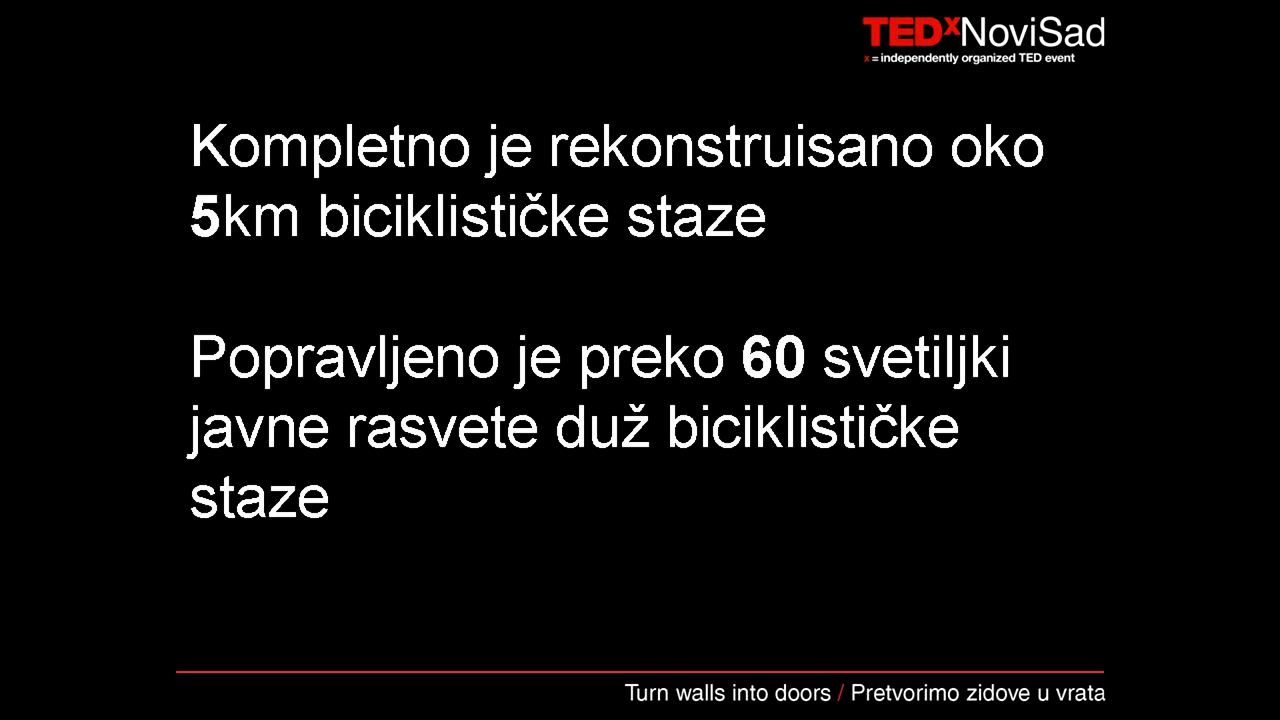 TEDxNoviSad
x = independently organized TED event
Kompletno je rekonstruisano oko
5km biciklističke staze
Popravljeno je preko 60 svetiljki
javne rasvete duž biciklističke
staze
Turn walls into doors / Pretvorimo zidove u vrata